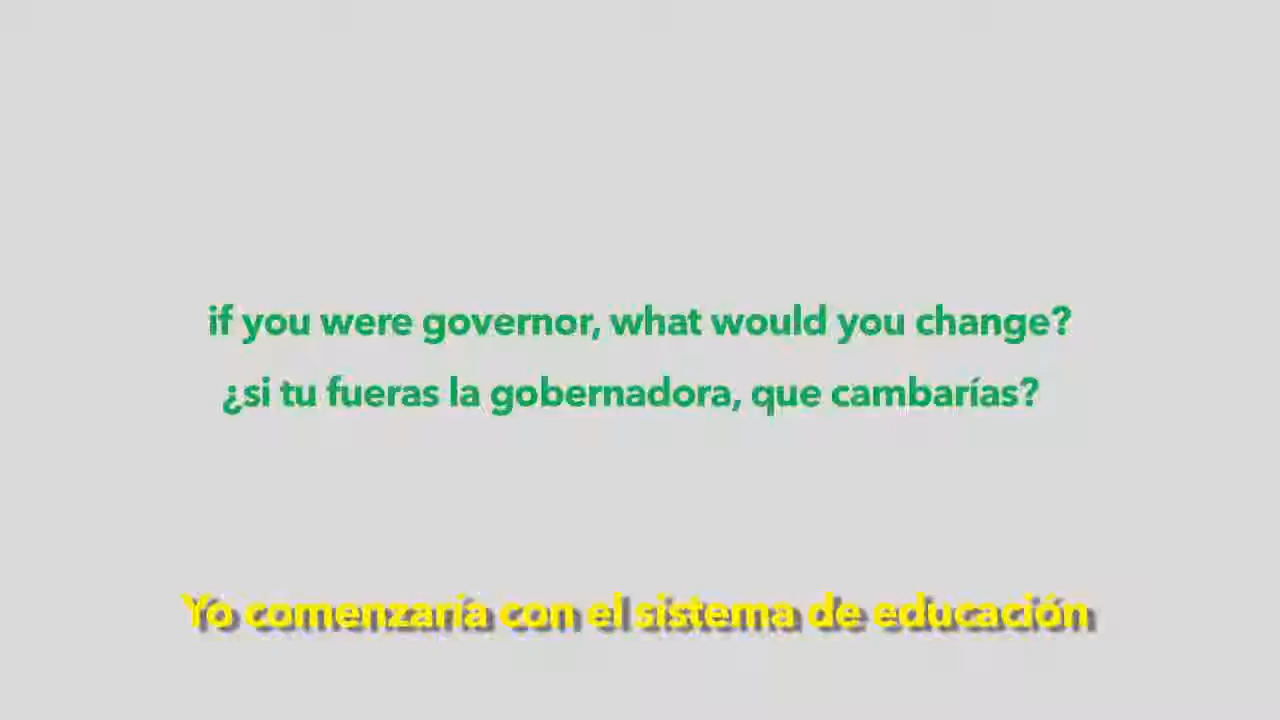 if you were governor, what would you change?
¿si tu fueras la gobernadora, que cambarías?
Yo comenzaría con el sistema de educación